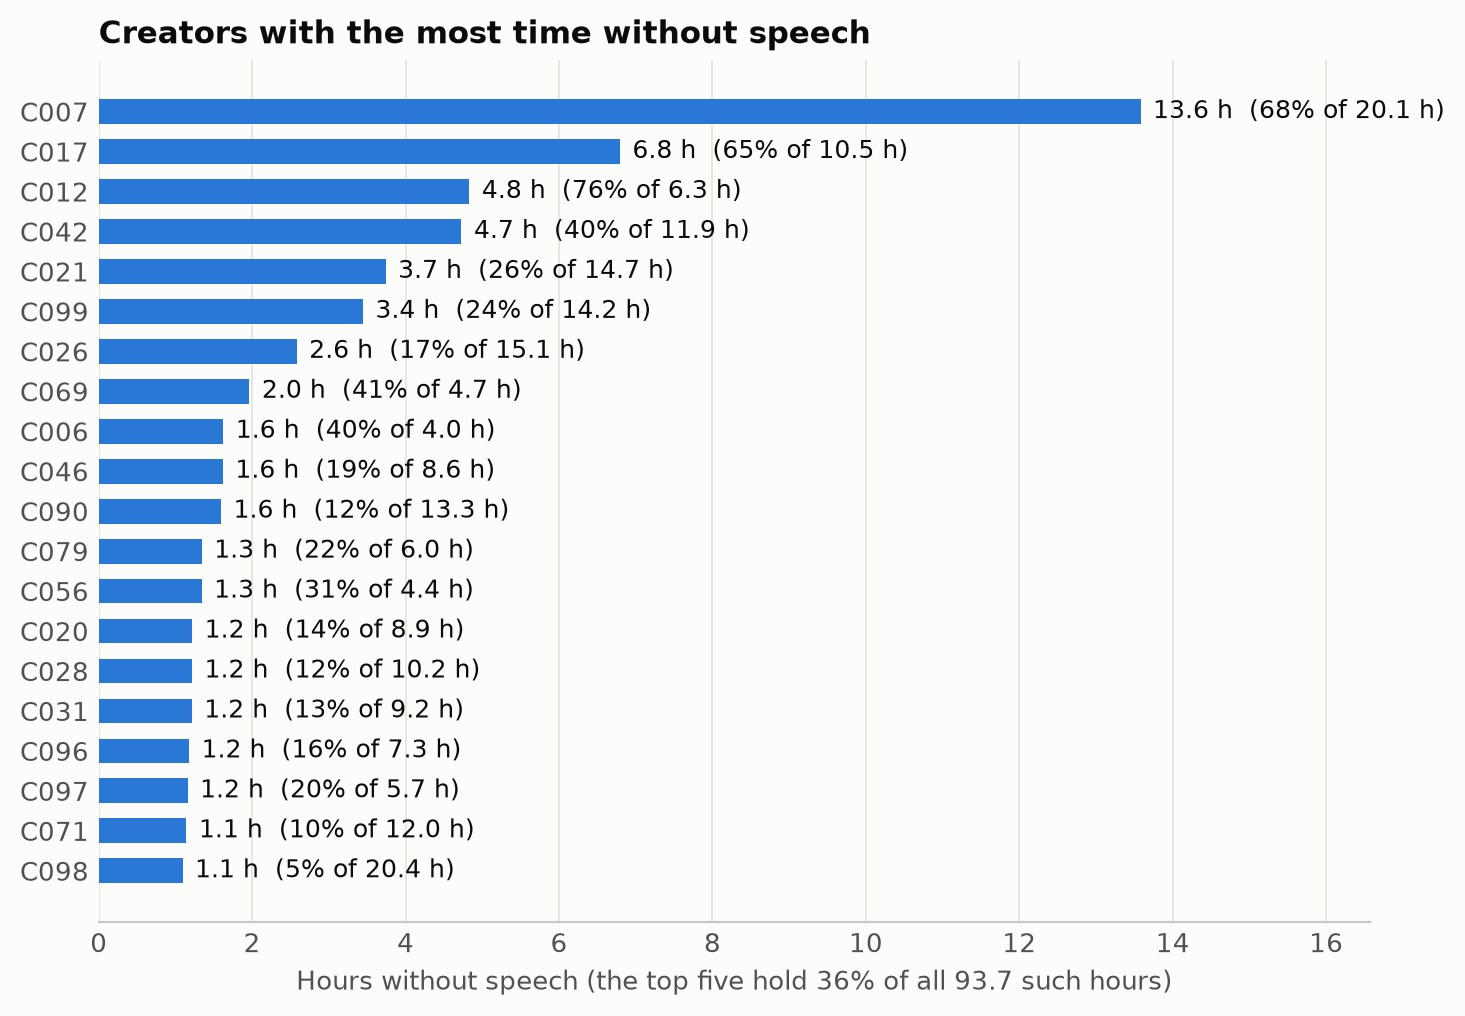 Creators with the most time without speech
C007 13.6 h (68% of 20.1 h)
C017 6.8 h (65% of 10.5 h)
C012 4.8 h (76% of 6.3 h)
C042 4.7 h (40% of 11.9 h)
C021 3.7 h (26% of 14.7 h)
C099 3.4 h (24% of 14.2 h)
C026 2.6 h (17% of 15.1 h)
C069 2.0 h (41% of 4.7 h)
C006 1.6 h (40% of 4.0 h)
C046 1.6 h (19% of 8.6 h)
C090 1.6 h (12% of 13.3 h)
C079 1.3 h (22% of 6.0 h)
C056 1.3 h (31% of 4.4 h)
C020 1.2 h (14% of 8.9 h)
C028 1.2 h (12% of 10.2 h)
C031 1.2 h (13% of 9.2 h)
C096 1.2 h (16% of 7.3 h)
C097 1.2 h (20% of 5.7 h)
C071 1.1 h (10% of 12.0 h)
C098 1.1 h (5% of 20.4 h)
0 2 4 6 8 10 12 14 16
Hours without speech (the top five hold 36% of all 93.7 such hours)